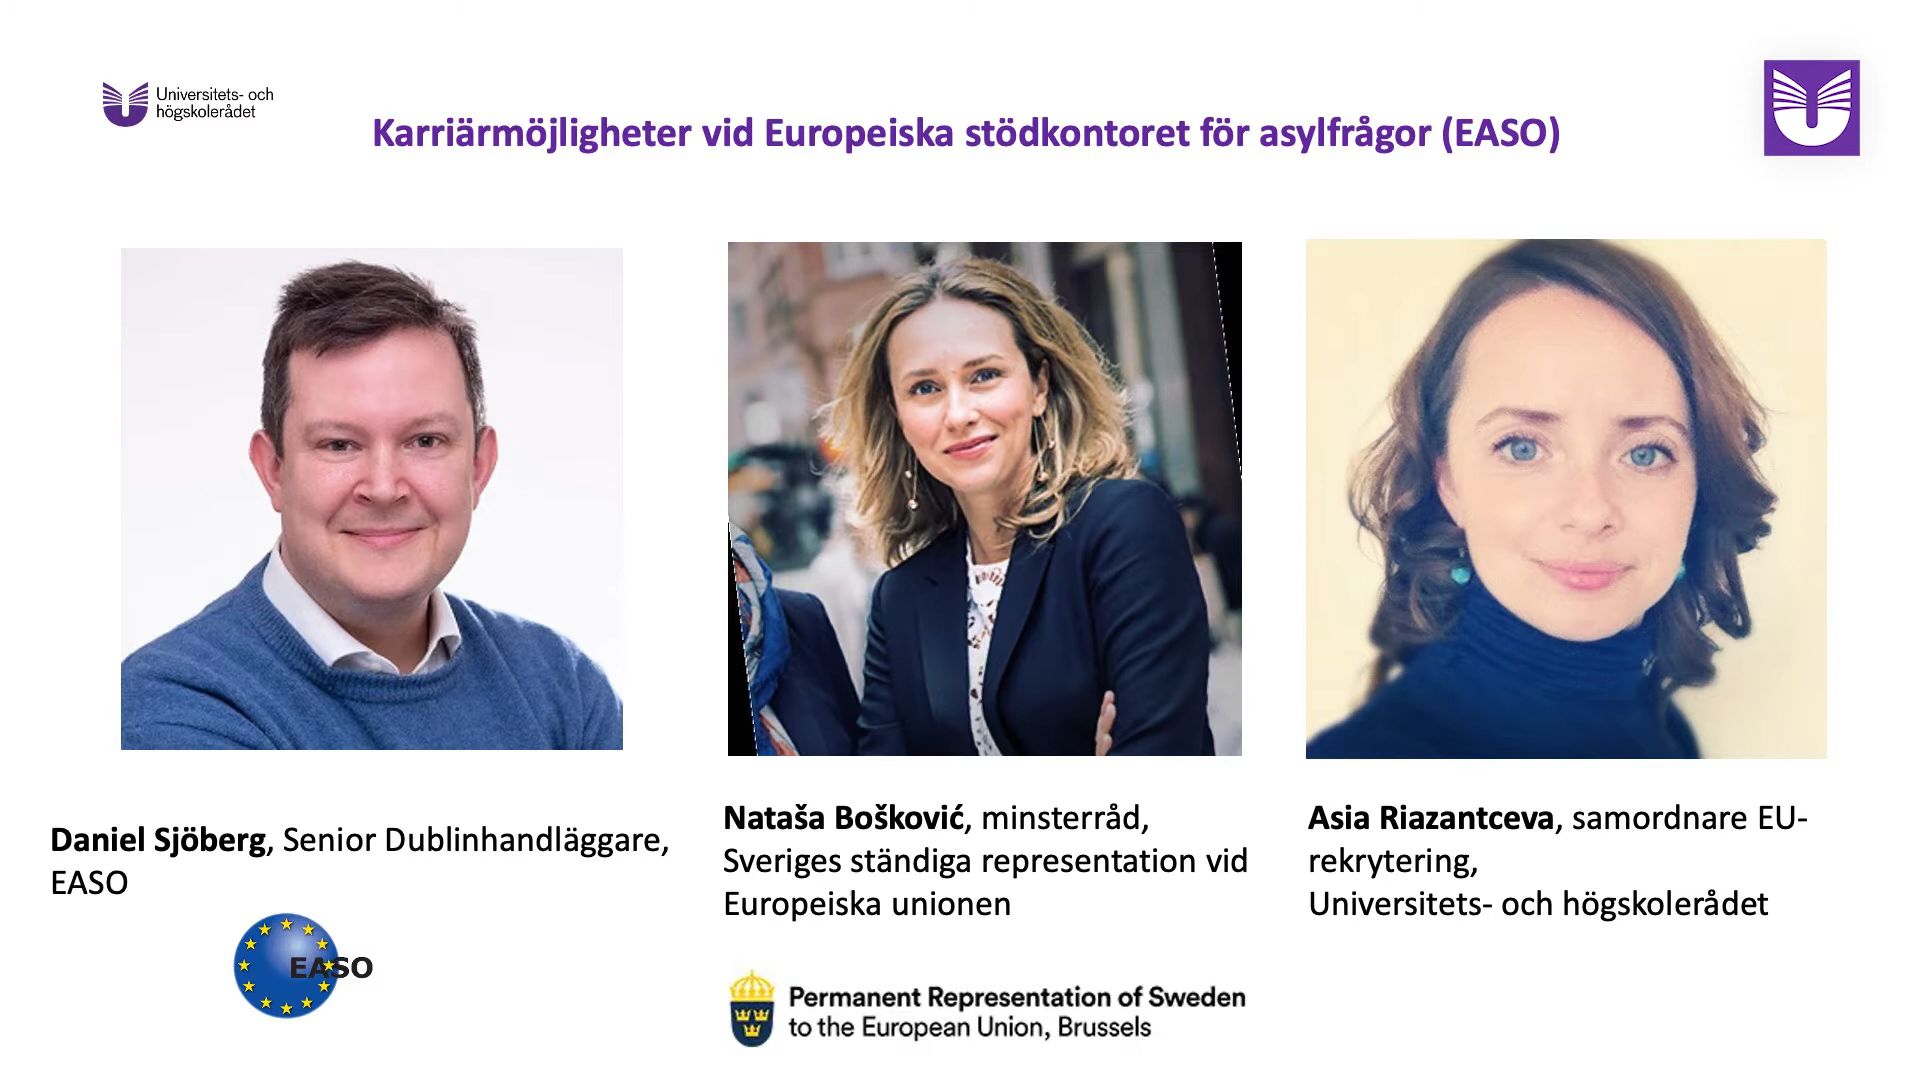 Universitets- och
högskolerådet
Karriärmöjligheter vid Europeiska stödkontoret för asylfrågor (EASO)
Daniel Sjöberg, Senior Dublinhandläggare,
EASO
EASO
Nataša Bošković, minsterråd,
Sveriges ständiga representation vid
Europeiska unionen
Permanent Representation of Sweden
to the European Union, Brussels
Asia Riazantceva, samordnare EU-
rekrytering,
Universitets- och högskolerådet